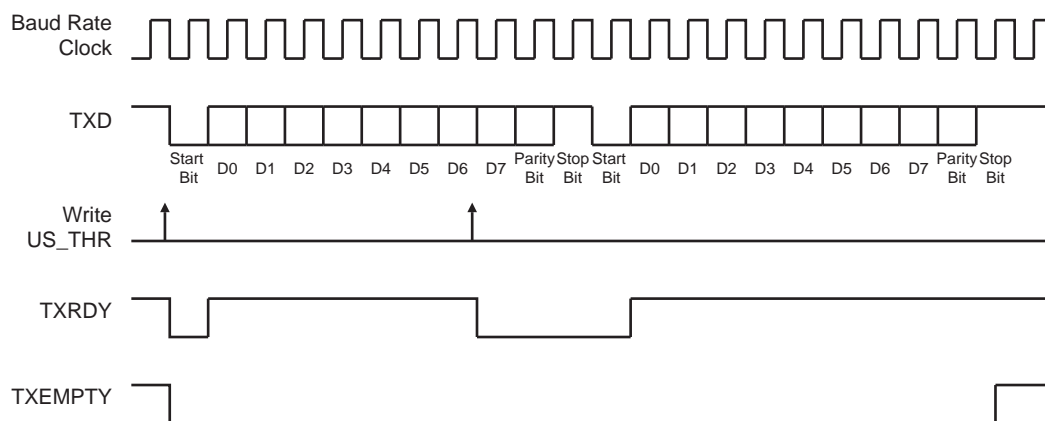 Baud Rate
Clock
TXD
Start
Bit
D0
D1
D2
D3
D4
D5
D6
D7
Parity
Bit
Stop
Bit
Start
Bit
D0
D1
D2
D3
D4
D5
D6
D7
Parity
Bit
Stop
Bit
Write
US_THR
TXRDY
TXEMPTY